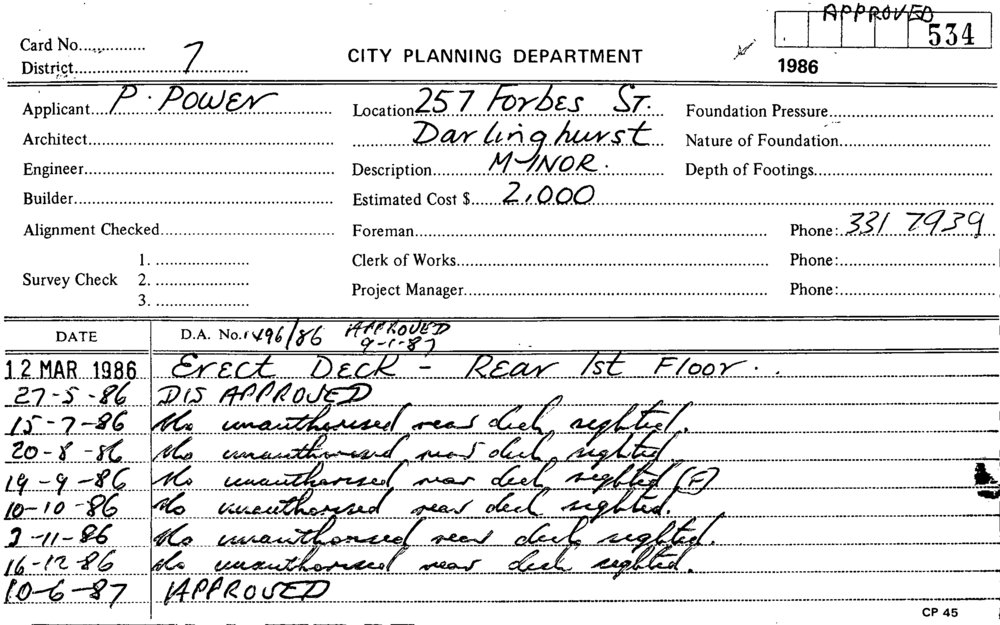 APPROVED
534
Card No...............
District........7........
CITY PLANNING DEPARTMENT
1986
Applicant P. POWER
Location 257 Forbes ST.
Foundation Pressure
Architect
Darlinghurst
Nature of Foundation
Engineer
Description MINOR.
Depth of Footings
Builder
Estimated Cost $ 2,000
Alignment Checked
Foreman
Phone: 331 7939
Survey Check
1.
2.
3.
Clerk of Works
Phone:
Project Manager
Phone:
DATE
D.A. No. 1496/86 APPROVED 9-1-87
12 MAR 1986 Erect DECK - REAR 1st Floor.
27-5-86 DISAPPROVED
15-7-86 No unauthorised rear deck sighted.
20-8-86 No unauthorised rear deck sighted
19-9-86 No unauthorised rear deck sighted (F)
10-10-86 No unauthorised rear deck sighted.
-11-86 No unauthorised rear deck sighted.
16-12-86 No unauthorised rear deck sighted.
10-6-87 APPROVED
CP 45